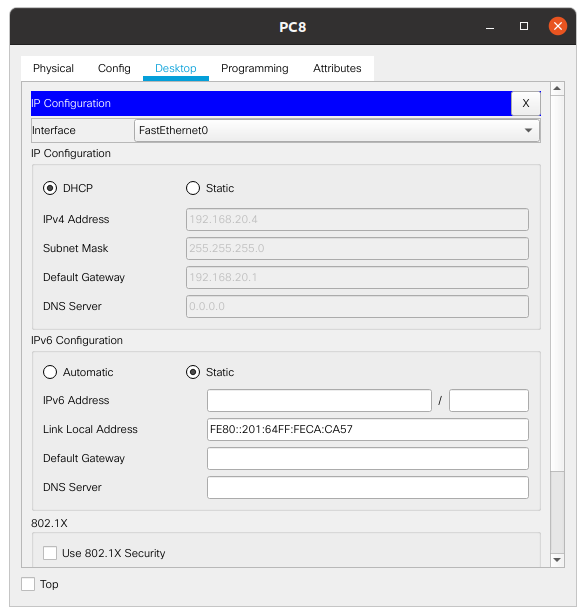 PC8
Physical Config Desktop Programming Attributes
IP Configuration X
Interface FastEthernet0
IP Configuration
DHCP Static
IPv4 Address 192.168.20.4
Subnet Mask 255.255.255.0
Default Gateway 192.168.20.1
DNS Server 0.0.0.0
IPv6 Configuration
Automatic Static
IPv6 Address /
Link Local Address FE80::201:64FF:FECA:CA57
Default Gateway
DNS Server
802.1X
Use 802.1X Security
Top